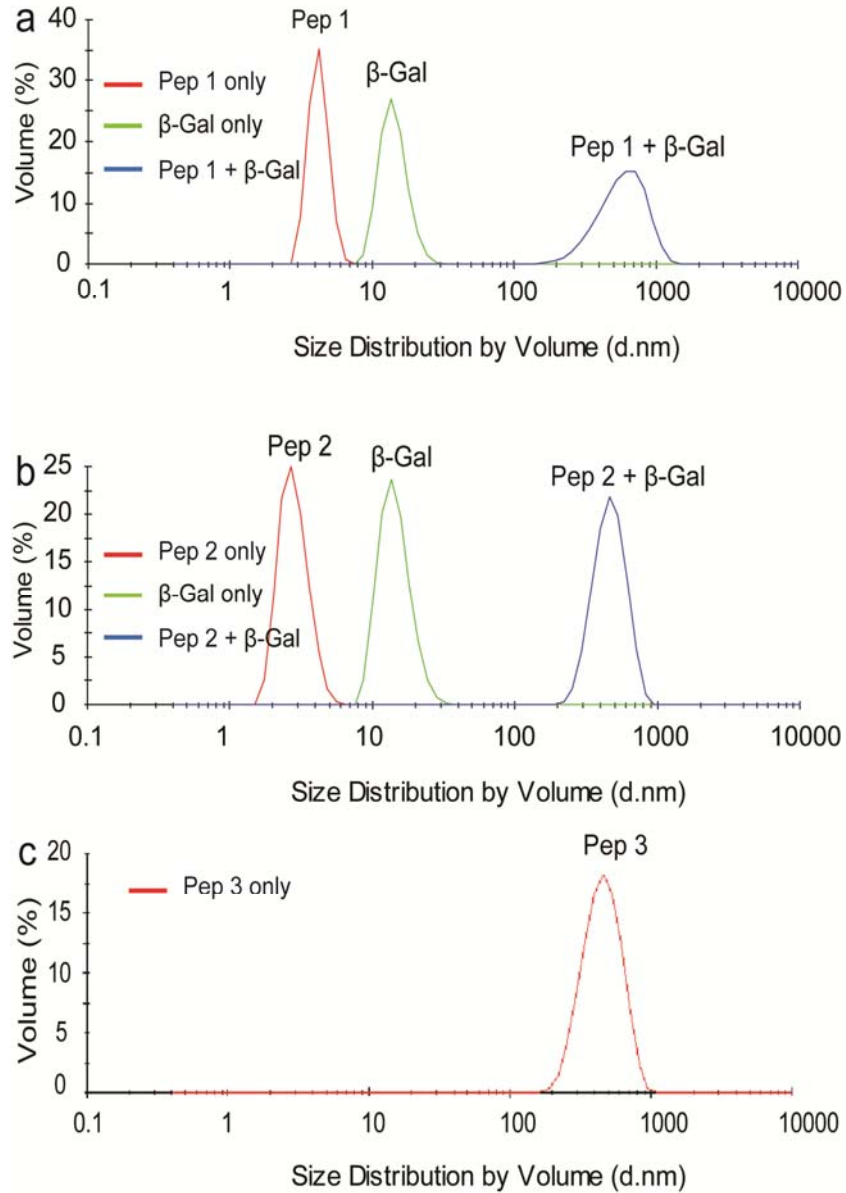 a
Pep 1
40
30
20
10
0
Volume (%)
Pep 1 only
β-Gal only
Pep 1 + β-Gal
β-Gal
Pep 1 + β-Gal
0.1 1 10 100 1000 10000
Size Distribution by Volume (d.nm)
b
Pep 2
β-Gal
Pep 2 + β-Gal
25
20
15
10
5
0
Volume (%)
Pep 2 only
β-Gal only
Pep 2 + β-Gal
0.1 1 10 100 1000 10000
Size Distribution by Volume (d.nm)
c
Pep 3
20
15
10
5
0
Volume (%)
Pep 3 only
0.1 1 10 100 1000 10000
Size Distribution by Volume (d.nm)